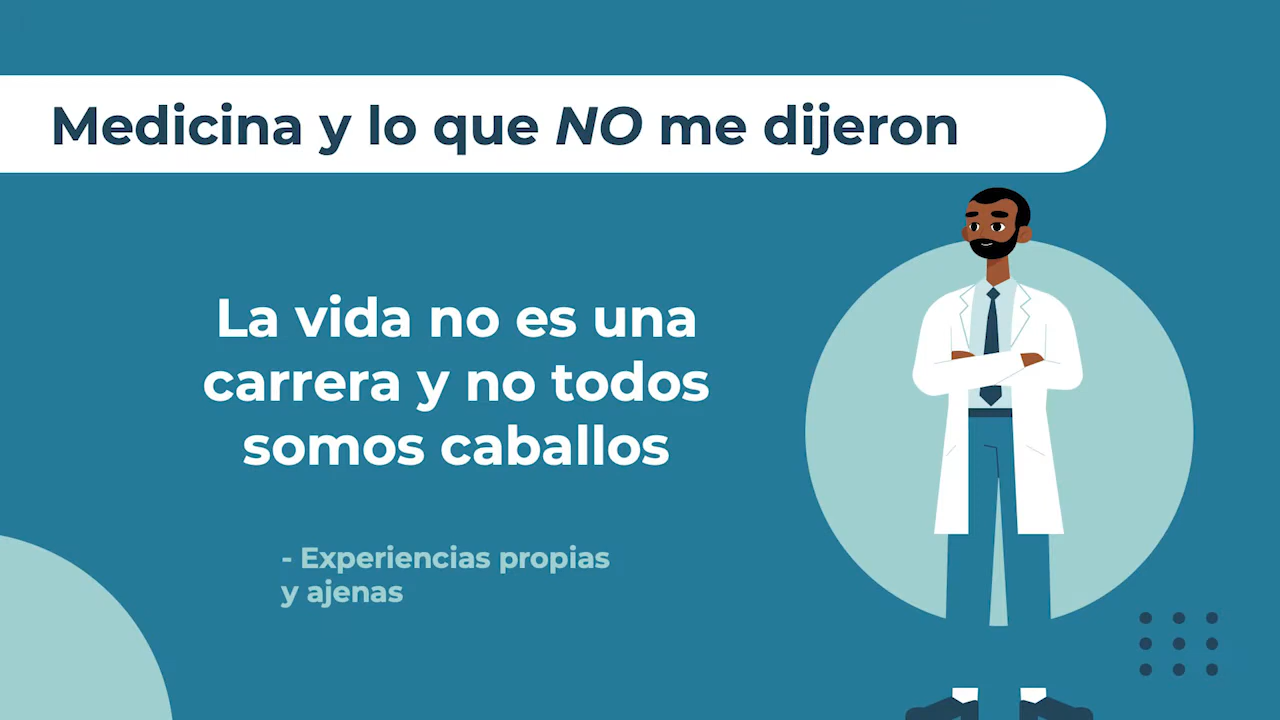 Medicina y lo que NO me dijeron
La vida no es una
carrera y no todos
somos caballos
- Experiencias propias
y ajenas